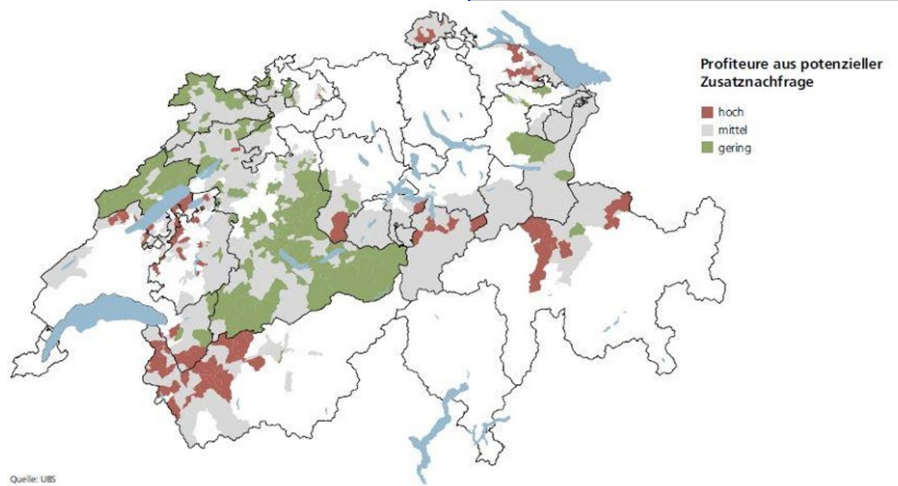 Profiteure aus potenzieller
Zusatznachfrage
hoch
mittel
gering
Quelle: UBS